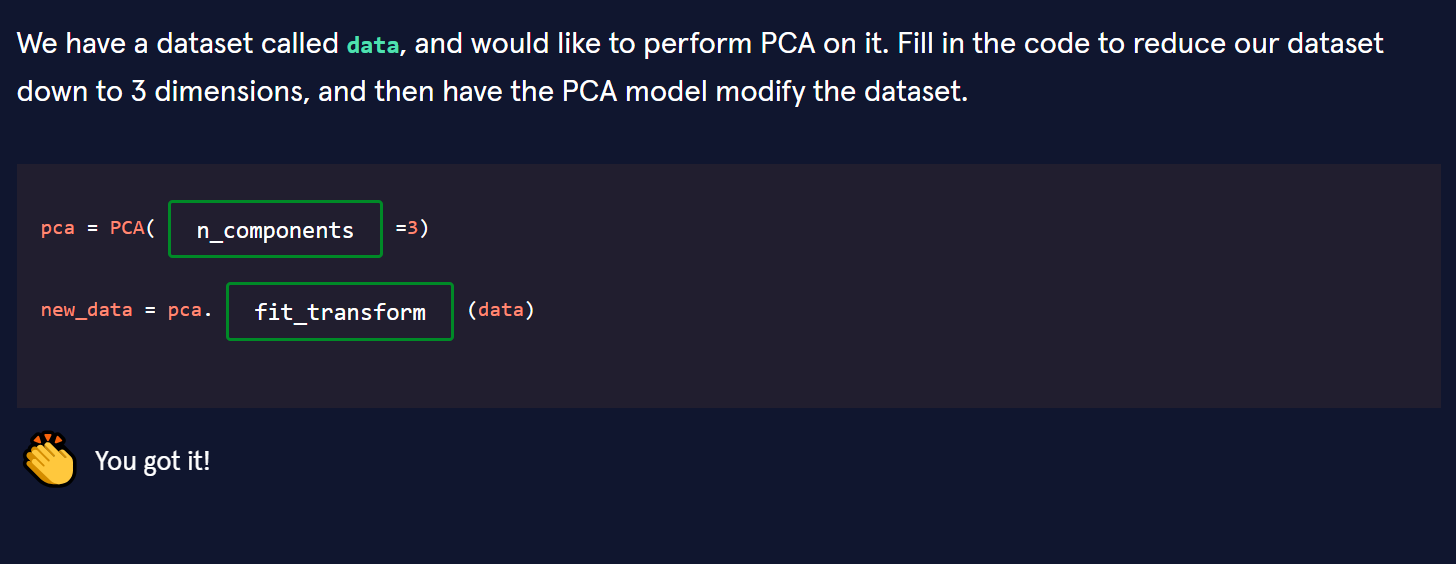 We have a dataset called data, and would like to perform PCA on it. Fill in the code to reduce our dataset
down to 3 dimensions, and then have the PCA model modify the dataset.
pca = PCA( n_components =3)
new_data = pca. fit_transform (data)
You got it!